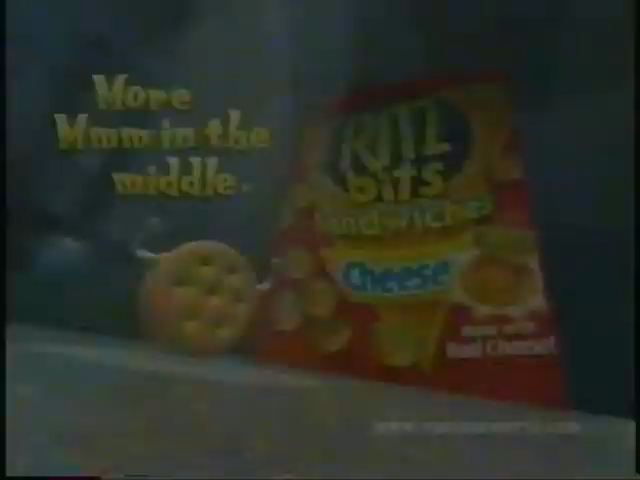 More
Mmm in the
middle.
RITZ
bits
Sandwiches
Cheese
Made with
Real Cheese!